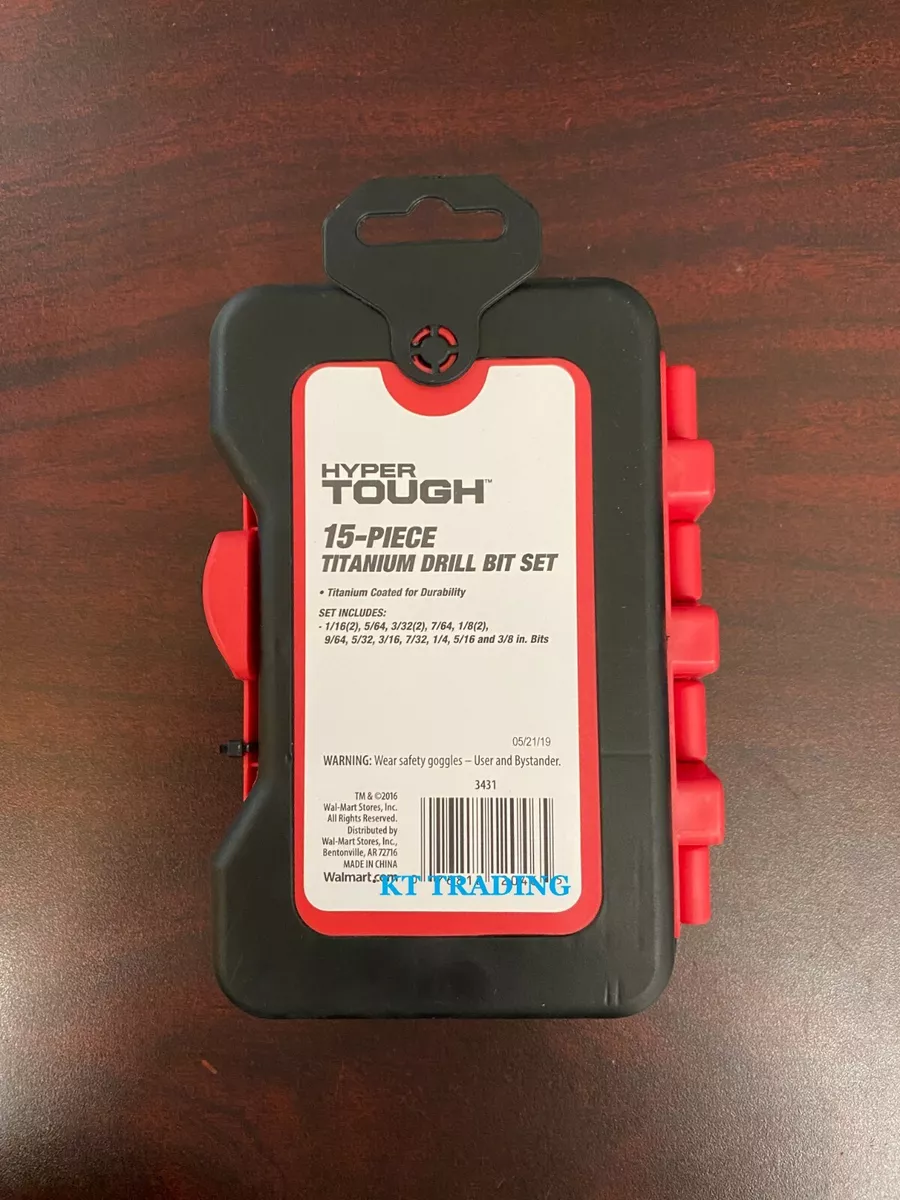 HYPER
TOUGH™
15-PIECE
TITANIUM DRILL BIT SET
• Titanium Coated for Durability
SET INCLUDES:
- 1/16(2), 5/64, 3/32(2), 7/64, 1/8(2),
9/64, 5/32, 3/16, 7/32, 1/4, 5/16 and 3/8 in. Bits
05/21/19
WARNING: Wear safety goggles – User and Bystander.
3431
TM & ©2016
Wal-Mart Stores, Inc.
All Rights Reserved.
Distributed by
Wal-Mart Stores, Inc.,
Bentonville, AR 72716
MADE IN CHINA
Walmart.com
KT TRADING